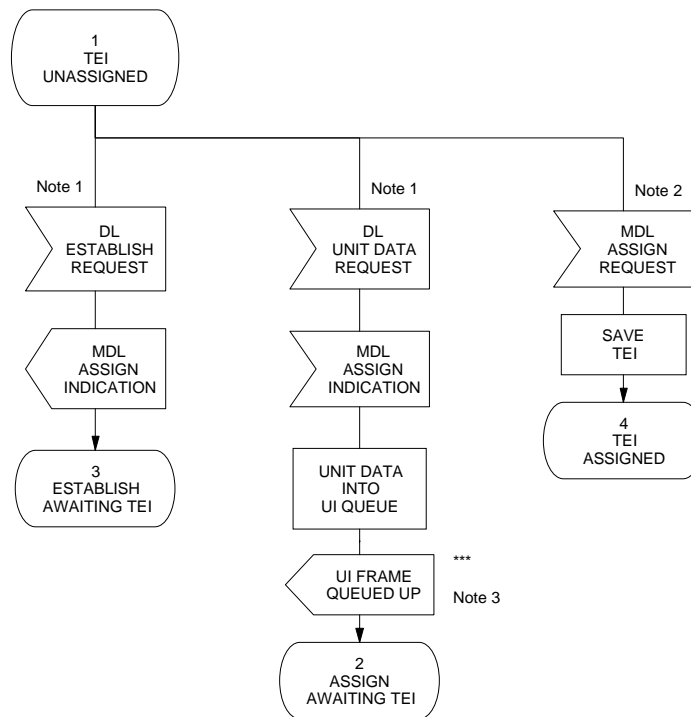 1
TEI
UNASSIGNED
Note 1
Note 1
Note 2
DL
ESTABLISH
REQUEST
DL
UNIT DATA
REQUEST
MDL
ASSIGN
REQUEST
MDL
ASSIGN
INDICATION
MDL
ASSIGN
INDICATION
SAVE
TEI
3
ESTABLISH
AWAITING TEI
UNIT DATA
INTO
UI QUEUE
4
TEI
ASSIGNED
UI FRAME
QUEUED UP
***
Note 3
2
ASSIGN
AWAITING TEI